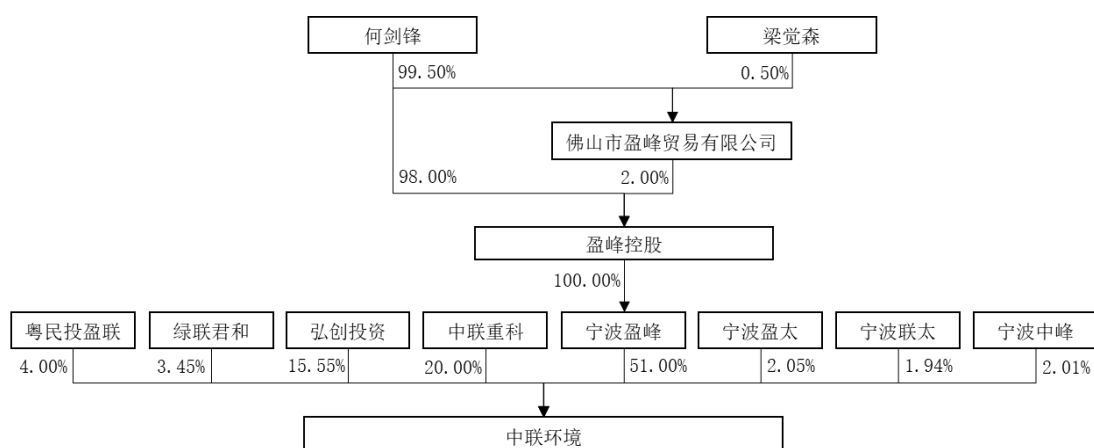 何剑锋
梁觉森
99.50%
0.50%
佛山市盈峰贸易有限公司
98.00%
2.00%
盈峰控股
100.00%
粤民投盈联
绿联君和
弘创投资
中联重科
宁波盈峰
宁波盈太
宁波联太
宁波中峰
4.00%
3.45%
15.55%
20.00%
51.00%
2.05%
1.94%
2.01%
中联环境